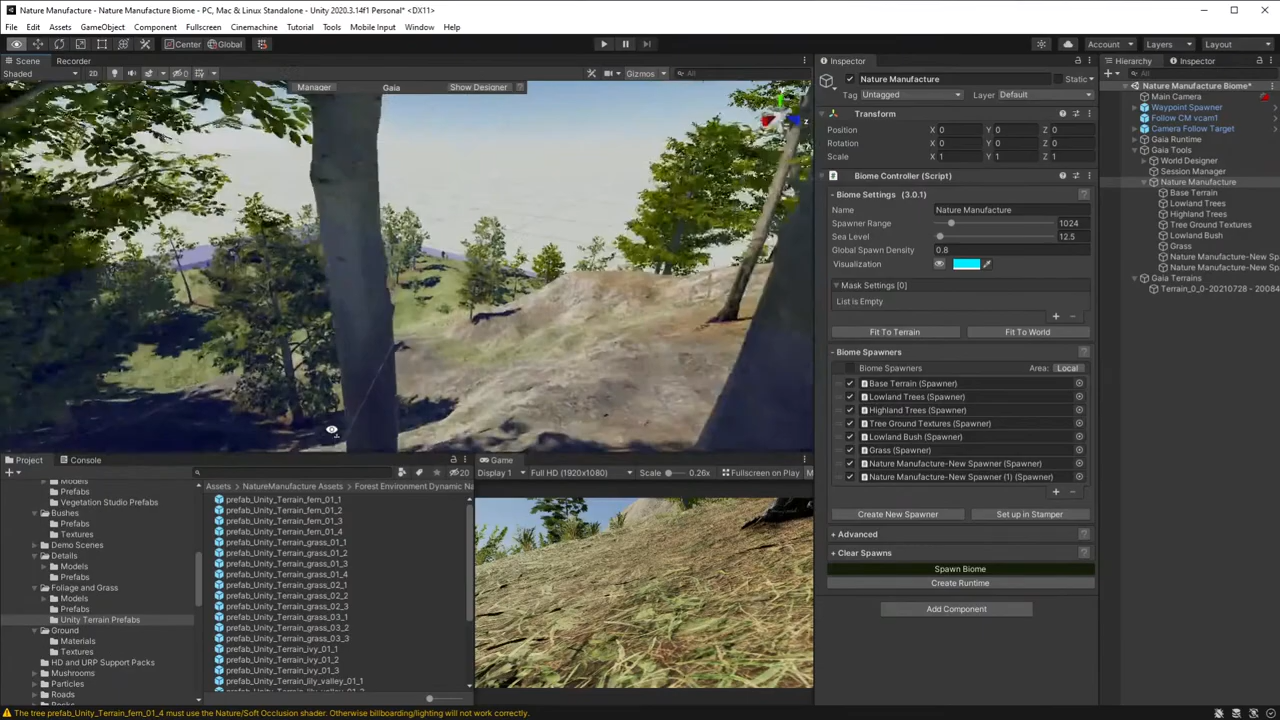 Nature Manufacture Biome - PC, Mac & Linux Standalone - Unity 2020.3.14f1 Personal* <DX11>
File Edit Assets GameObject Component Fullscreen Cinemachine Tutorial Tools Mobile Input Window Help
Center Global Account Layers Layout
Scene Recorder
Shaded 2D Gizmos All
Manager Gaia Show Designer
Inspector
Nature Manufacture Static
Tag Untagged Layer Default
Transform
Position X 0 Y 0 Z 0
Rotation X 0 Y 0 Z 0
Scale X 1 Y 1 Z 1
Biome Controller (Script)
- Biome Settings (3.0.1)
Name Nature Manufacture
Spawner Range 1024
Sea Level 12.5
Global Spawn Density 0.8
Visualization
Mask Settings [0]
List is Empty
Fit To Terrain Fit To World
- Biome Spawners
Biome Spawners Area: Local
Base Terrain (Spawner)
Lowland Trees (Spawner)
Highland Trees (Spawner)
Tree Ground Textures (Spawner)
Lowland Bush (Spawner)
Grass (Spawner)
Nature Manufacture-New Spawner (Spawner)
Nature Manufacture-New Spawner (1) (Spawner)
Create New Spawner Set up in Stamper
+ Advanced
+ Clear Spawns
Spawn Biome
Create Runtime
Add Component
Hierarchy Inspector
All
Nature Manufacture Biome*
Main Camera
Waypoint Spawner
Follow CM vcam1
Camera Follow Target
Gaia Runtime
Gaia Tools
World Designer
Session Manager
Nature Manufacture
Base Terrain
Lowland Trees
Highland Trees
Tree Ground Textures
Lowland Bush
Grass
Nature Manufacture-New Sp
Nature Manufacture-New Sp
Gaia Terrains
Terrain_0_0-20210728 - 20084
Project Console
20
Models
Prefabs
Vegetation Studio Prefabs
Bushes
Prefabs
Textures
Demo Scenes
Details
Models
Prefabs
Foliage and Grass
Models
Prefabs
Unity Terrain Prefabs
Ground
Materials
Textures
HD and URP Support Packs
Mushrooms
Particles
Roads
Rocks
Assets NatureManufacture Assets Forest Environment Dynamic Na
prefab_Unity_Terrain_fern_01_1
prefab_Unity_Terrain_fern_01_2
prefab_Unity_Terrain_fern_01_3
prefab_Unity_Terrain_fern_01_4
prefab_Unity_Terrain_grass_01_1
prefab_Unity_Terrain_grass_01_2
prefab_Unity_Terrain_grass_01_3
prefab_Unity_Terrain_grass_01_4
prefab_Unity_Terrain_grass_02_1
prefab_Unity_Terrain_grass_02_2
prefab_Unity_Terrain_grass_02_3
prefab_Unity_Terrain_grass_03_1
prefab_Unity_Terrain_grass_03_2
prefab_Unity_Terrain_grass_03_3
prefab_Unity_Terrain_ivy_01_1
prefab_Unity_Terrain_ivy_01_2
prefab_Unity_Terrain_ivy_01_3
prefab_Unity_Terrain_lily_valley_01_1
Game
Display 1 Full HD (1920x1080) Scale 0.26x Fullscreen on Play M
The tree prefab_Unity_Terrain_fern_01_4 must use the Nature/Soft Occlusion shader. Otherwise billboarding/lighting will not work correctly.